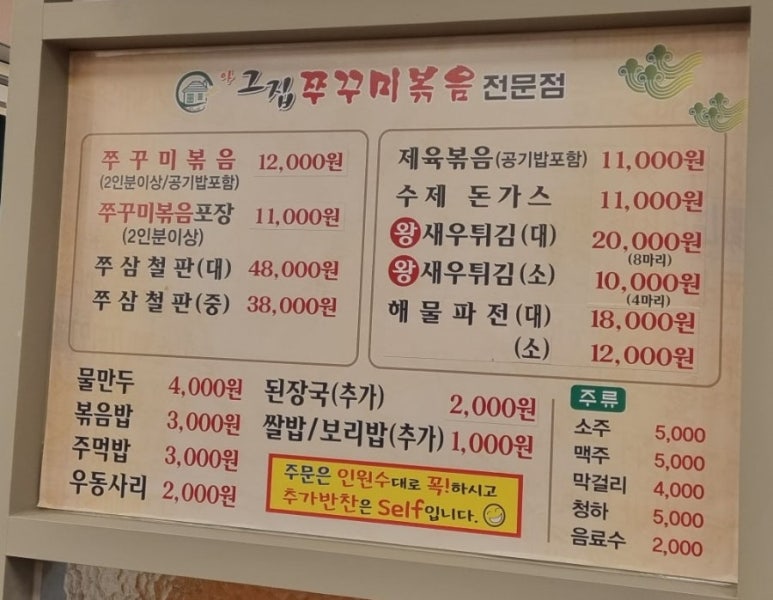 그집쭈꾸미볶음 전문점
쭈꾸미볶음 12,000원
(2인분이상/공기밥포함)
쭈꾸미볶음포장 11,000원
(2인분이상)
쭈삼철판(대) 48,000원
쭈삼철판(중) 38,000원
제육볶음(공기밥포함) 11,000원
수제 돈가스 11,000원
왕새우튀김(대) 20,000원
(8마리)
왕새우튀김(소) 10,000원
(4마리)
해물파전(대) 18,000원
(소) 12,000원
물만두 4,000원
볶음밥 3,000원
주먹밥 3,000원
우동사리 2,000원
된장국(추가) 2,000원
쌀밥/보리밥(추가) 1,000원
주문은 인원수대로 꼭!하시고
추가반찬은 Self입니다.
주류
소주 5,000
맥주 5,000
막걸리 4,000
청하 5,000
음료수 2,000